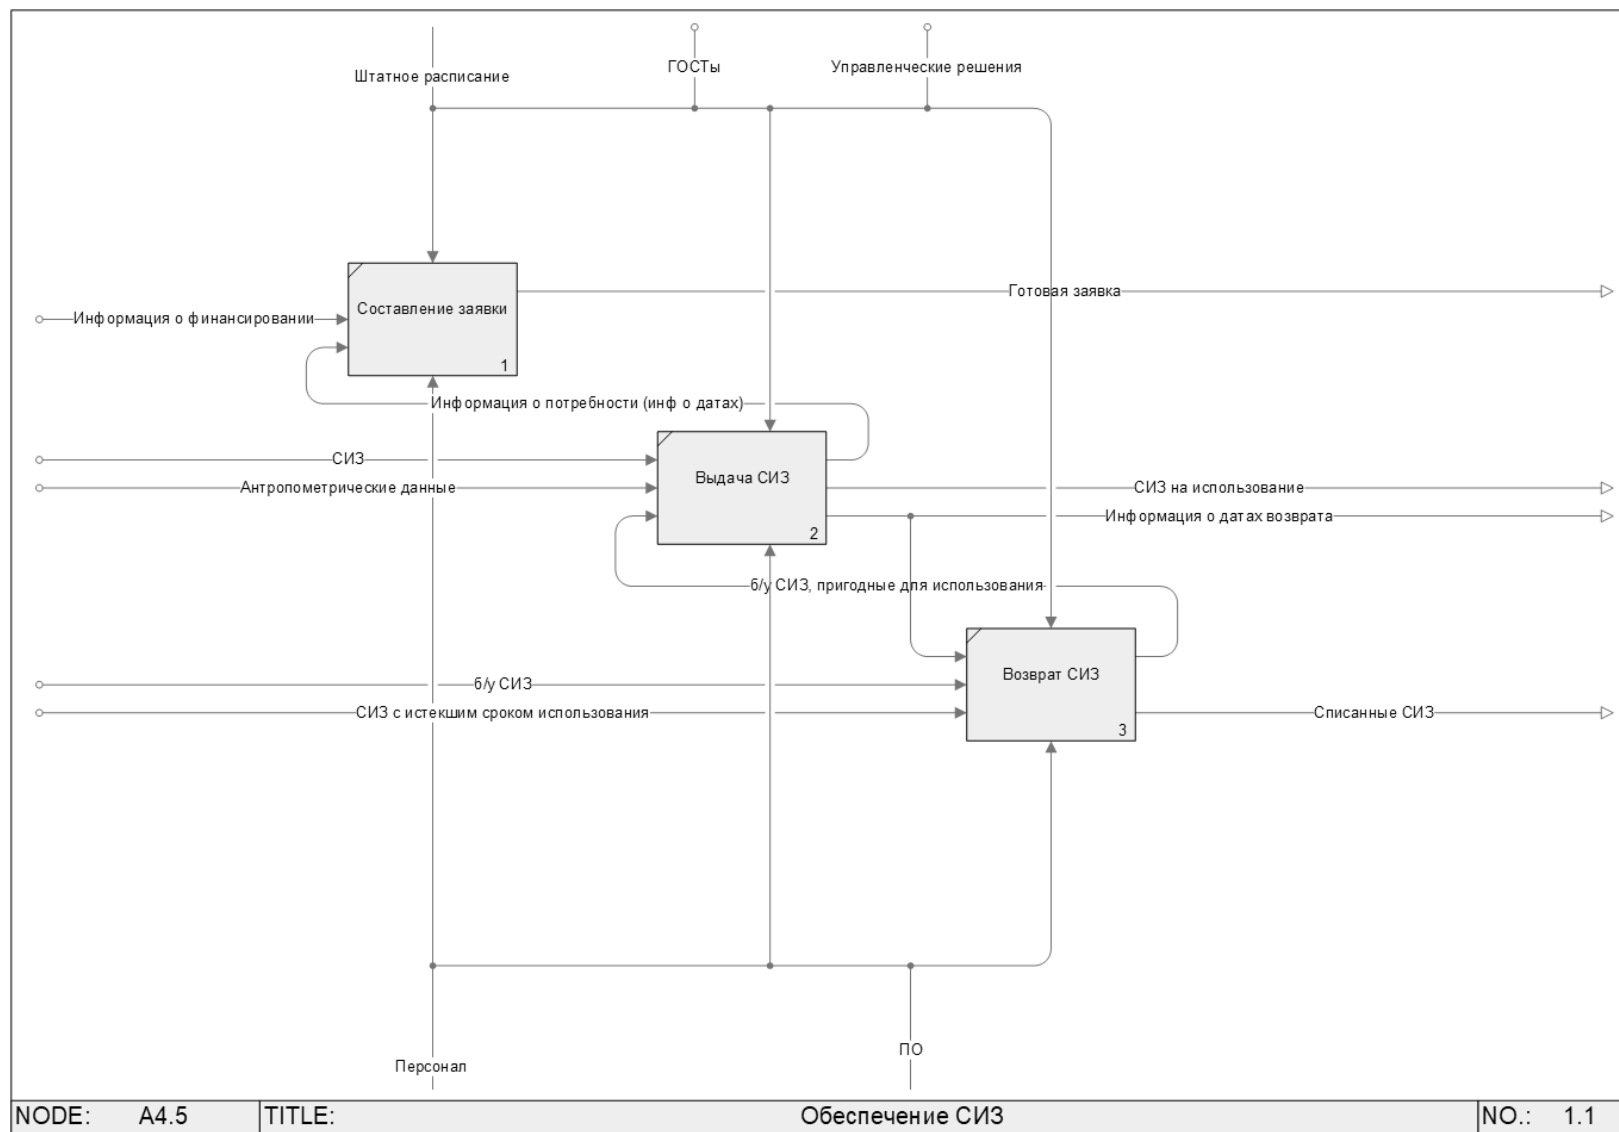 Штатное расписание
ГОСТы
Управленческие решения
Готовая заявка
Информация о финансировании
Составление заявки
1
Информация о потребности (инф о датах)
СИЗ
Антропометрические данные
Выдача СИЗ
2
СИЗ на использование
Информация о датах возврата
б/у СИЗ, пригодные для использования
б/у СИЗ
СИЗ с истекшим сроком использования
Возврат СИЗ
3
Списанные СИЗ
Персонал
ПО
NODE: A4.5 TITLE: Обеспечение СИЗ NO.: 1.1